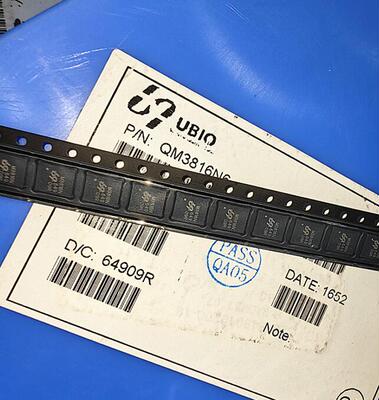 UBIQ
P/N: QM3816N6
D/C: 64909R
PASS
QA05
DATE: 1652
Note: